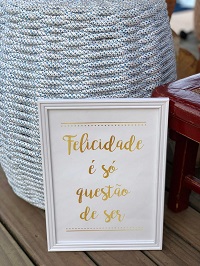 Felicidade
é só
questão
de ser